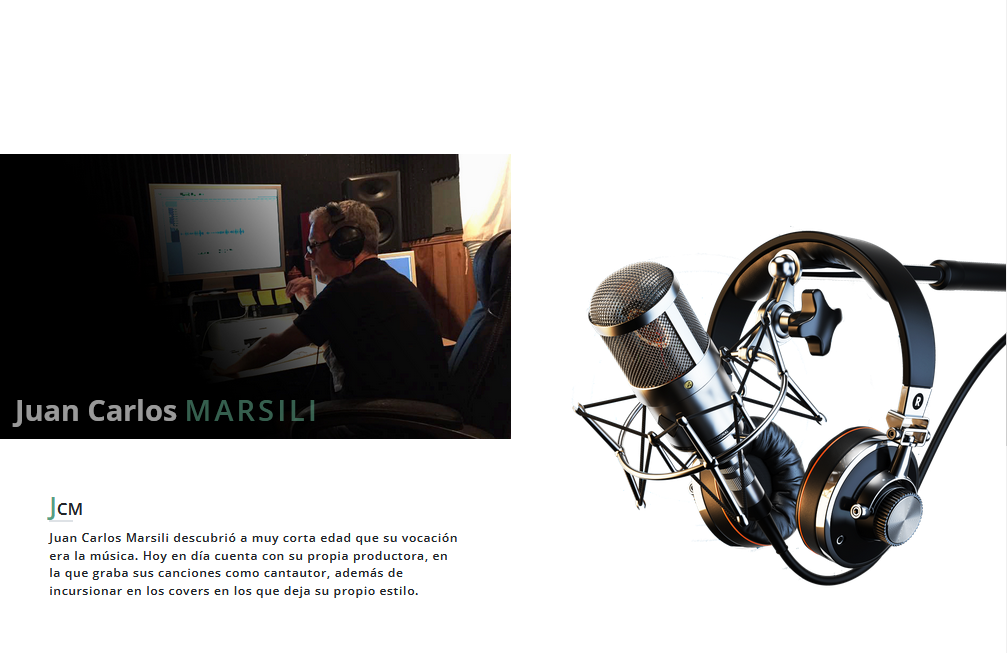 Juan Carlos MARSILI
JCM
Juan Carlos Marsili descubrió a muy corta edad que su vocación
era la música. Hoy en día cuenta con su propia productora, en
la que graba sus canciones como cantautor, además de
incursionar en los covers en los que deja su propio estilo.
R